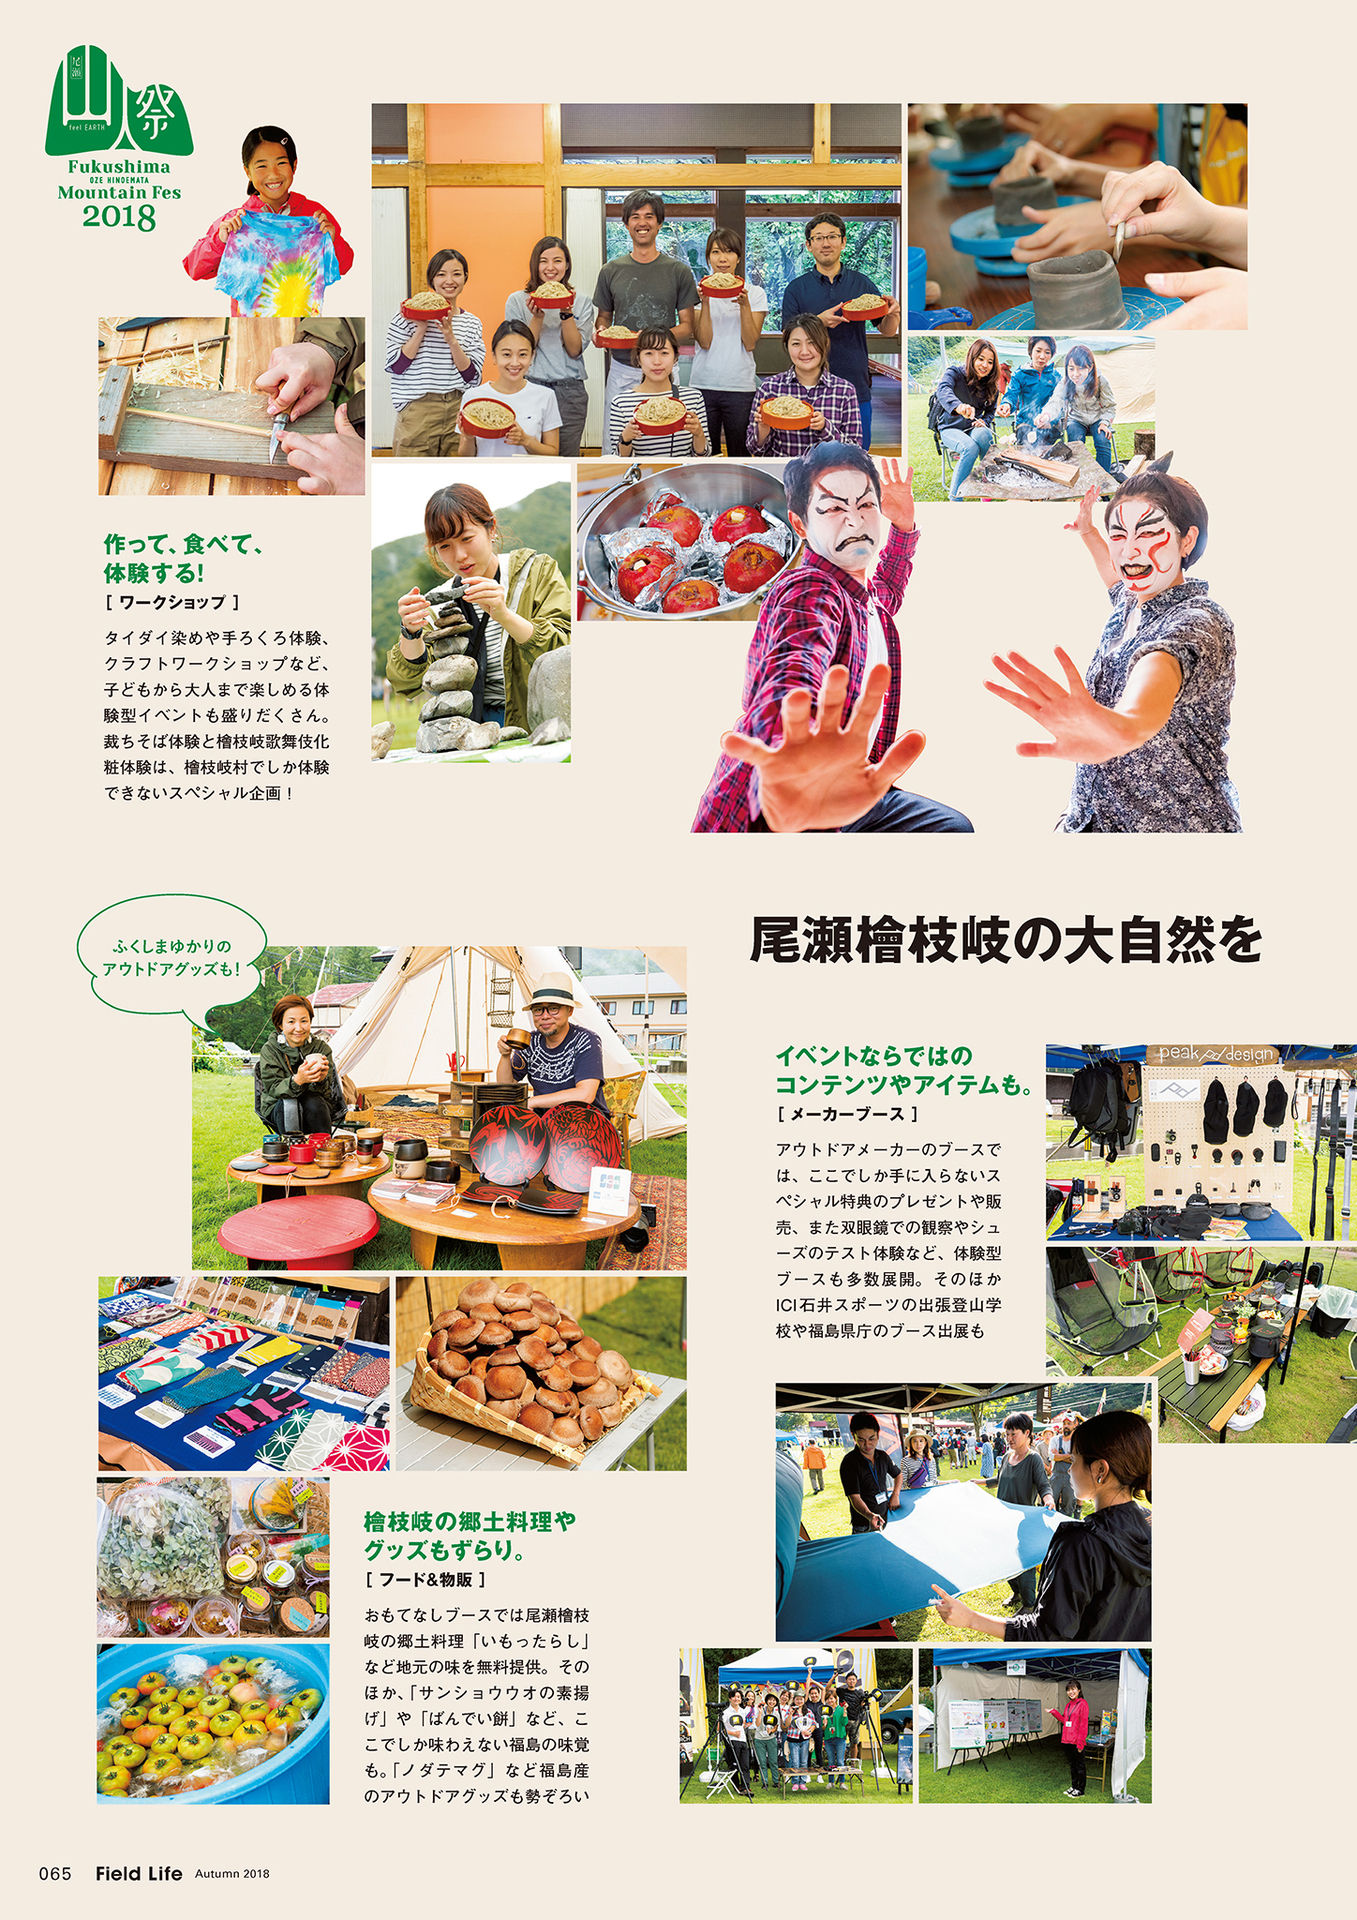 尾瀬
山人祭
feel EARTH
Fukushima
OZE HINOEMATA
Mountain Fes
2018
作って、食べて、
体験する!
[ ワークショップ ]
タイダイ染めや手ろくろ体験、
クラフトワークショップなど、
子どもから大人まで楽しめる体
験型イベントも盛りだくさん。
裁ちそば体験と檜枝岐歌舞伎化
粧体験は、檜枝岐村でしか体験
できないスペシャル企画！
ふくしまゆかりの
アウトドアグッズも!
尾瀬檜枝岐の大自然を
イベントならではの
コンテンツやアイテムも。
[ メーカーブース ]
アウトドアメーカーのブースで
は、ここでしか手に入らないス
ペシャル特典のプレゼントや販
売、また双眼鏡での観察やシュ
ーズのテスト体験など、体験型
ブースも多数展開。そのほか
ICI石井スポーツの出張登山学
校や福島県庁のブース出展も
peak design
檜枝岐の郷土料理や
グッズもずらり。
[ フード&物販 ]
おもてなしブースでは尾瀬檜枝
岐の郷土料理「いもったらし」
など地元の味を無料提供。その
ほか、「サンショウウオの素揚
げ」や「ばんでい餅」など、こ
こでしか味わえない福島の味覚
も。「ノダテマグ」など福島産
のアウトドアグッズも勢ぞろい
065 Field Life Autumn 2018